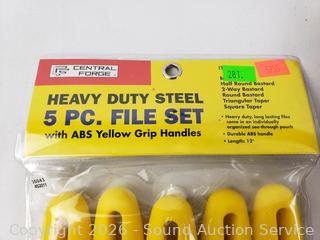 CENTRAL
FORGE
HEAVY DUTY STEEL
5 PC. FILE SET
with ABS Yellow Grip Handles
281.
Half Round Bastard
2-Way Bastard
Round Bastard
Triangular Taper
Square Taper
• Heavy duty, long lasting files
come in an individually
organized see-through pouch
• Durable ABS handle
• Length: 12"
Copyright 2026 - Sound Auction Service